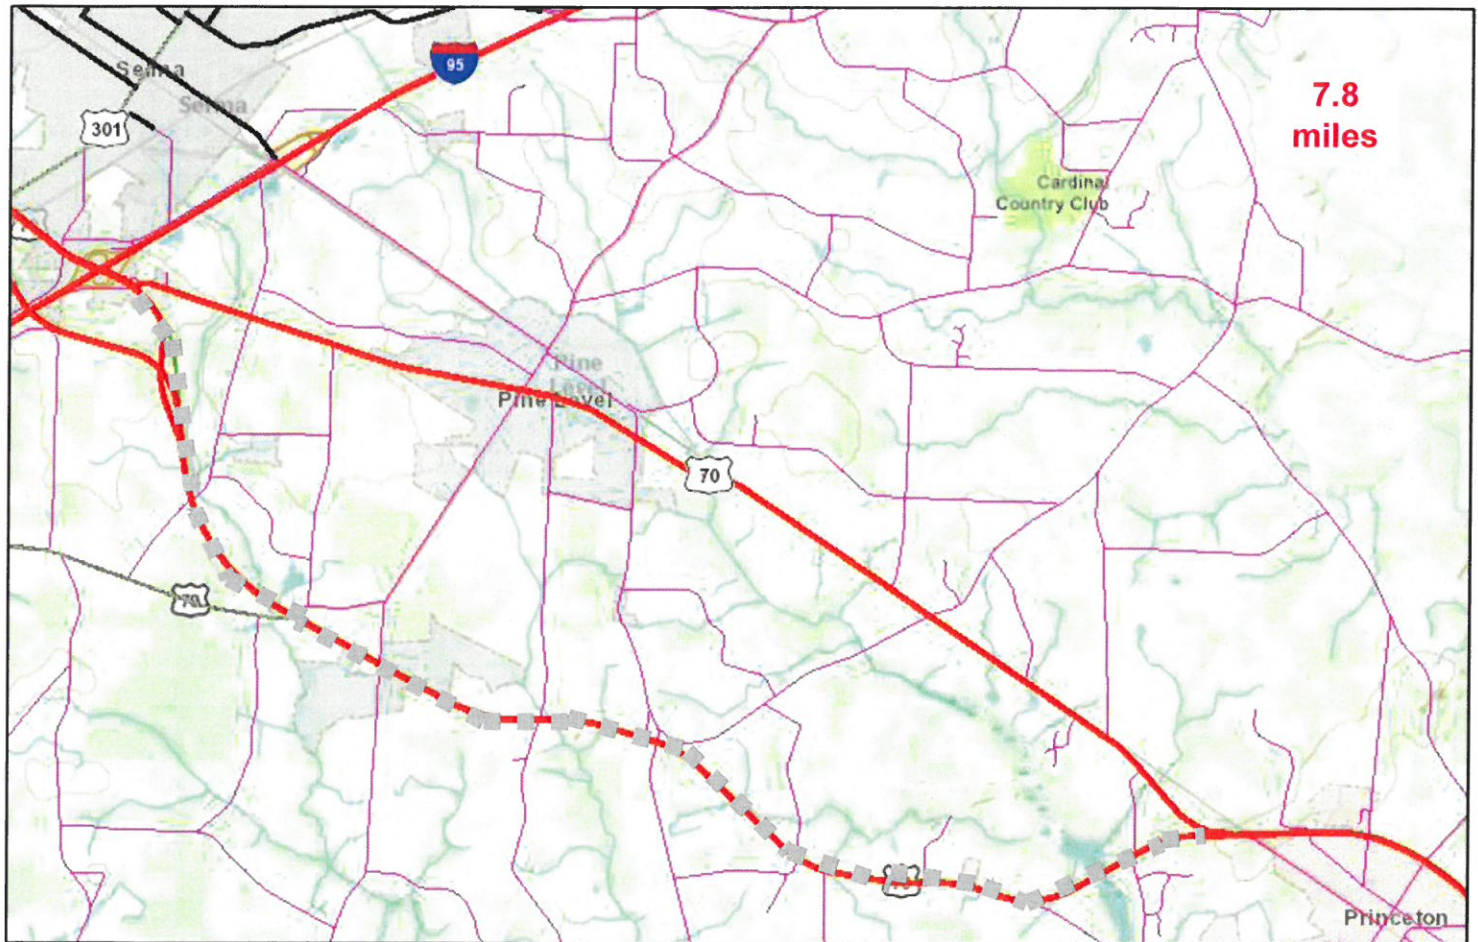 Selma
Selma
95
301
7.8
miles
Cardinal
Country Club
Pine
Level
Pine Level
70
70
Princeton